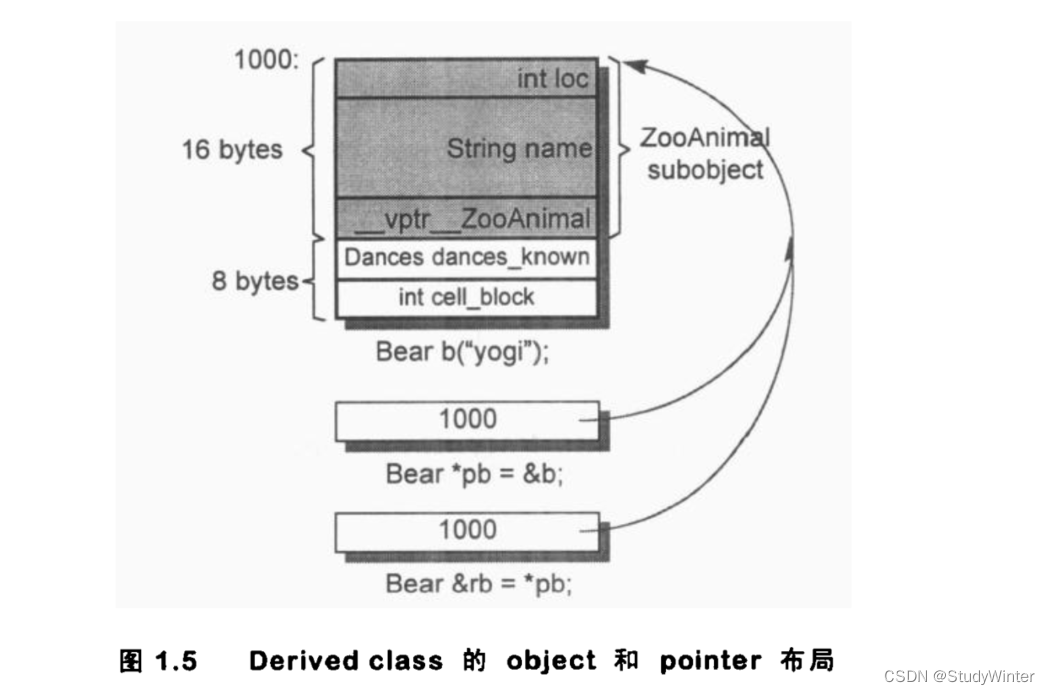 1000:
int loc
16 bytes
String name
ZooAnimal
subobject
__vptr__ZooAnimal
Dances dances_known
8 bytes
int cell_block
Bear b(“yogi”);
1000
Bear *pb = &b;
1000
Bear &rb = *pb;
图 1.5 Derived class 的 object 和 pointer 布局
CSDN @StudyWinter